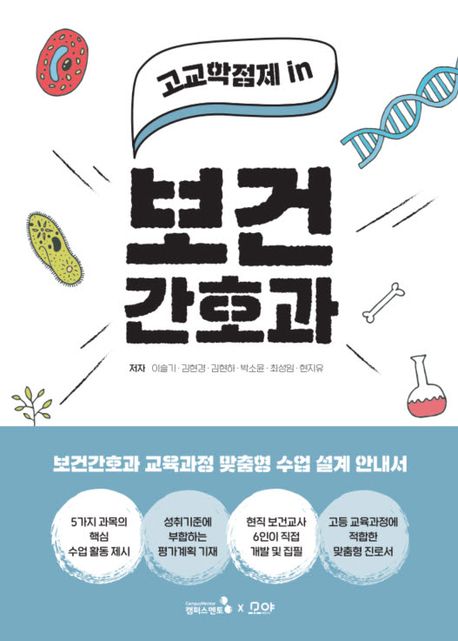 고교학점제 in
보건
간호과
저자 이슬기·김현경·김현하·박소윤·최성임·현지유
보건간호과 교육과정 맞춤형 수업 설계 안내서
5가지 과목의
핵심
수업 활동 제시
성취기준에
부합하는
평가계획 기재
현직 보건교사
6인이 직접
개발 및 집필
고등 교육과정에
적합한
맞춤형 진로서
CampusMentor
캠퍼스멘토 x 모야